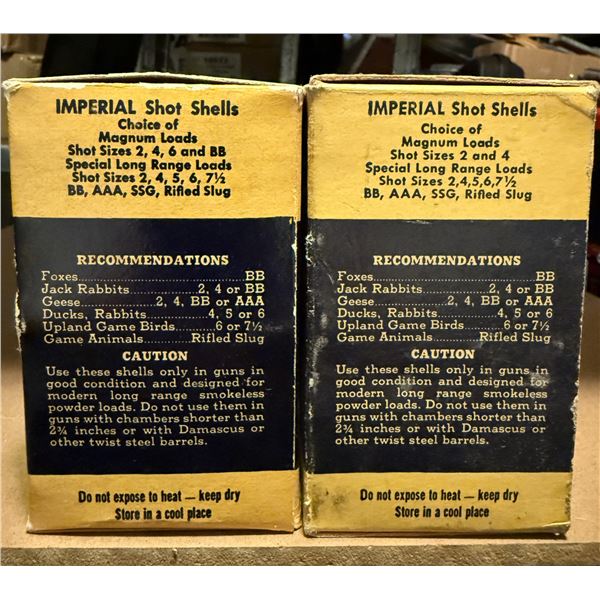 IMPERIAL Shot Shells
Choice of
Magnum Loads
Shot Sizes 2, 4, 6 and BB
Special Long Range Loads
Shot Sizes 2, 4, 5, 6, 7½
BB, AAA, SSG, Rifled Slug
RECOMMENDATIONS
Foxes..........BB
Jack Rabbits..........2, 4 or BB
Geese..........2, 4, BB or AAA
Ducks, Rabbits..........4, 5 or 6
Upland Game Birds..........6 or 7½
Game Animals..........Rifled Slug
CAUTION
Use these shells only in guns in
good condition and designed for
modern long range smokeless
powder loads. Do not use them in
guns with chambers shorter than
2¾ inches or with Damascus or
other twist steel barrels.
Do not expose to heat — keep dry
Store in a cool place
IMPERIAL Shot Shells
Choice of
Magnum Loads
Shot Sizes 2 and 4
Special Long Range Loads
Shot Sizes 2,4,5,6,7½
BB, AAA, SSG, Rifled Slug
RECOMMENDATIONS
Foxes..........BB
Jack Rabbits..........2, 4 or BB
Geese..........2, 4, BB or AAA
Ducks, Rabbits..........4, 5 or 6
Upland Game Birds..........6 or 7½
Game Animals..........Rifled Slug
CAUTION
Use these shells only in guns in
good condition and designed for
modern long range smokeless
powder loads. Do not use them in
guns with chambers shorter than
2¾ inches or with Damascus or
other twist steel barrels.
Do not expose to heat — keep dry
Store in a cool place